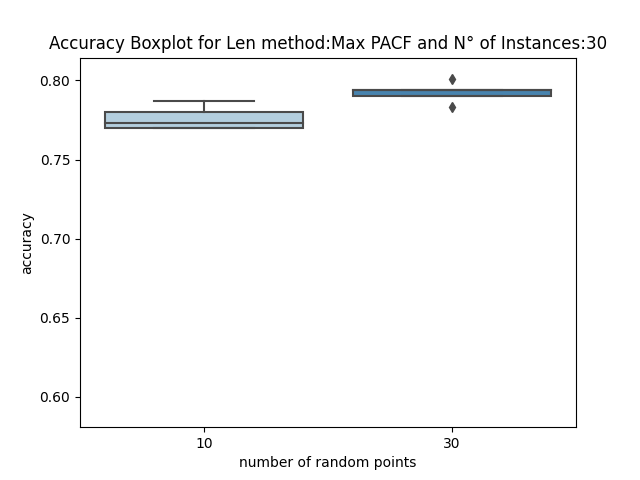 Accuracy Boxplot for Len method:Max PACF and N° of Instances:30
0.80
0.75
0.70
0.65
0.60
accuracy
10 30
number of random points